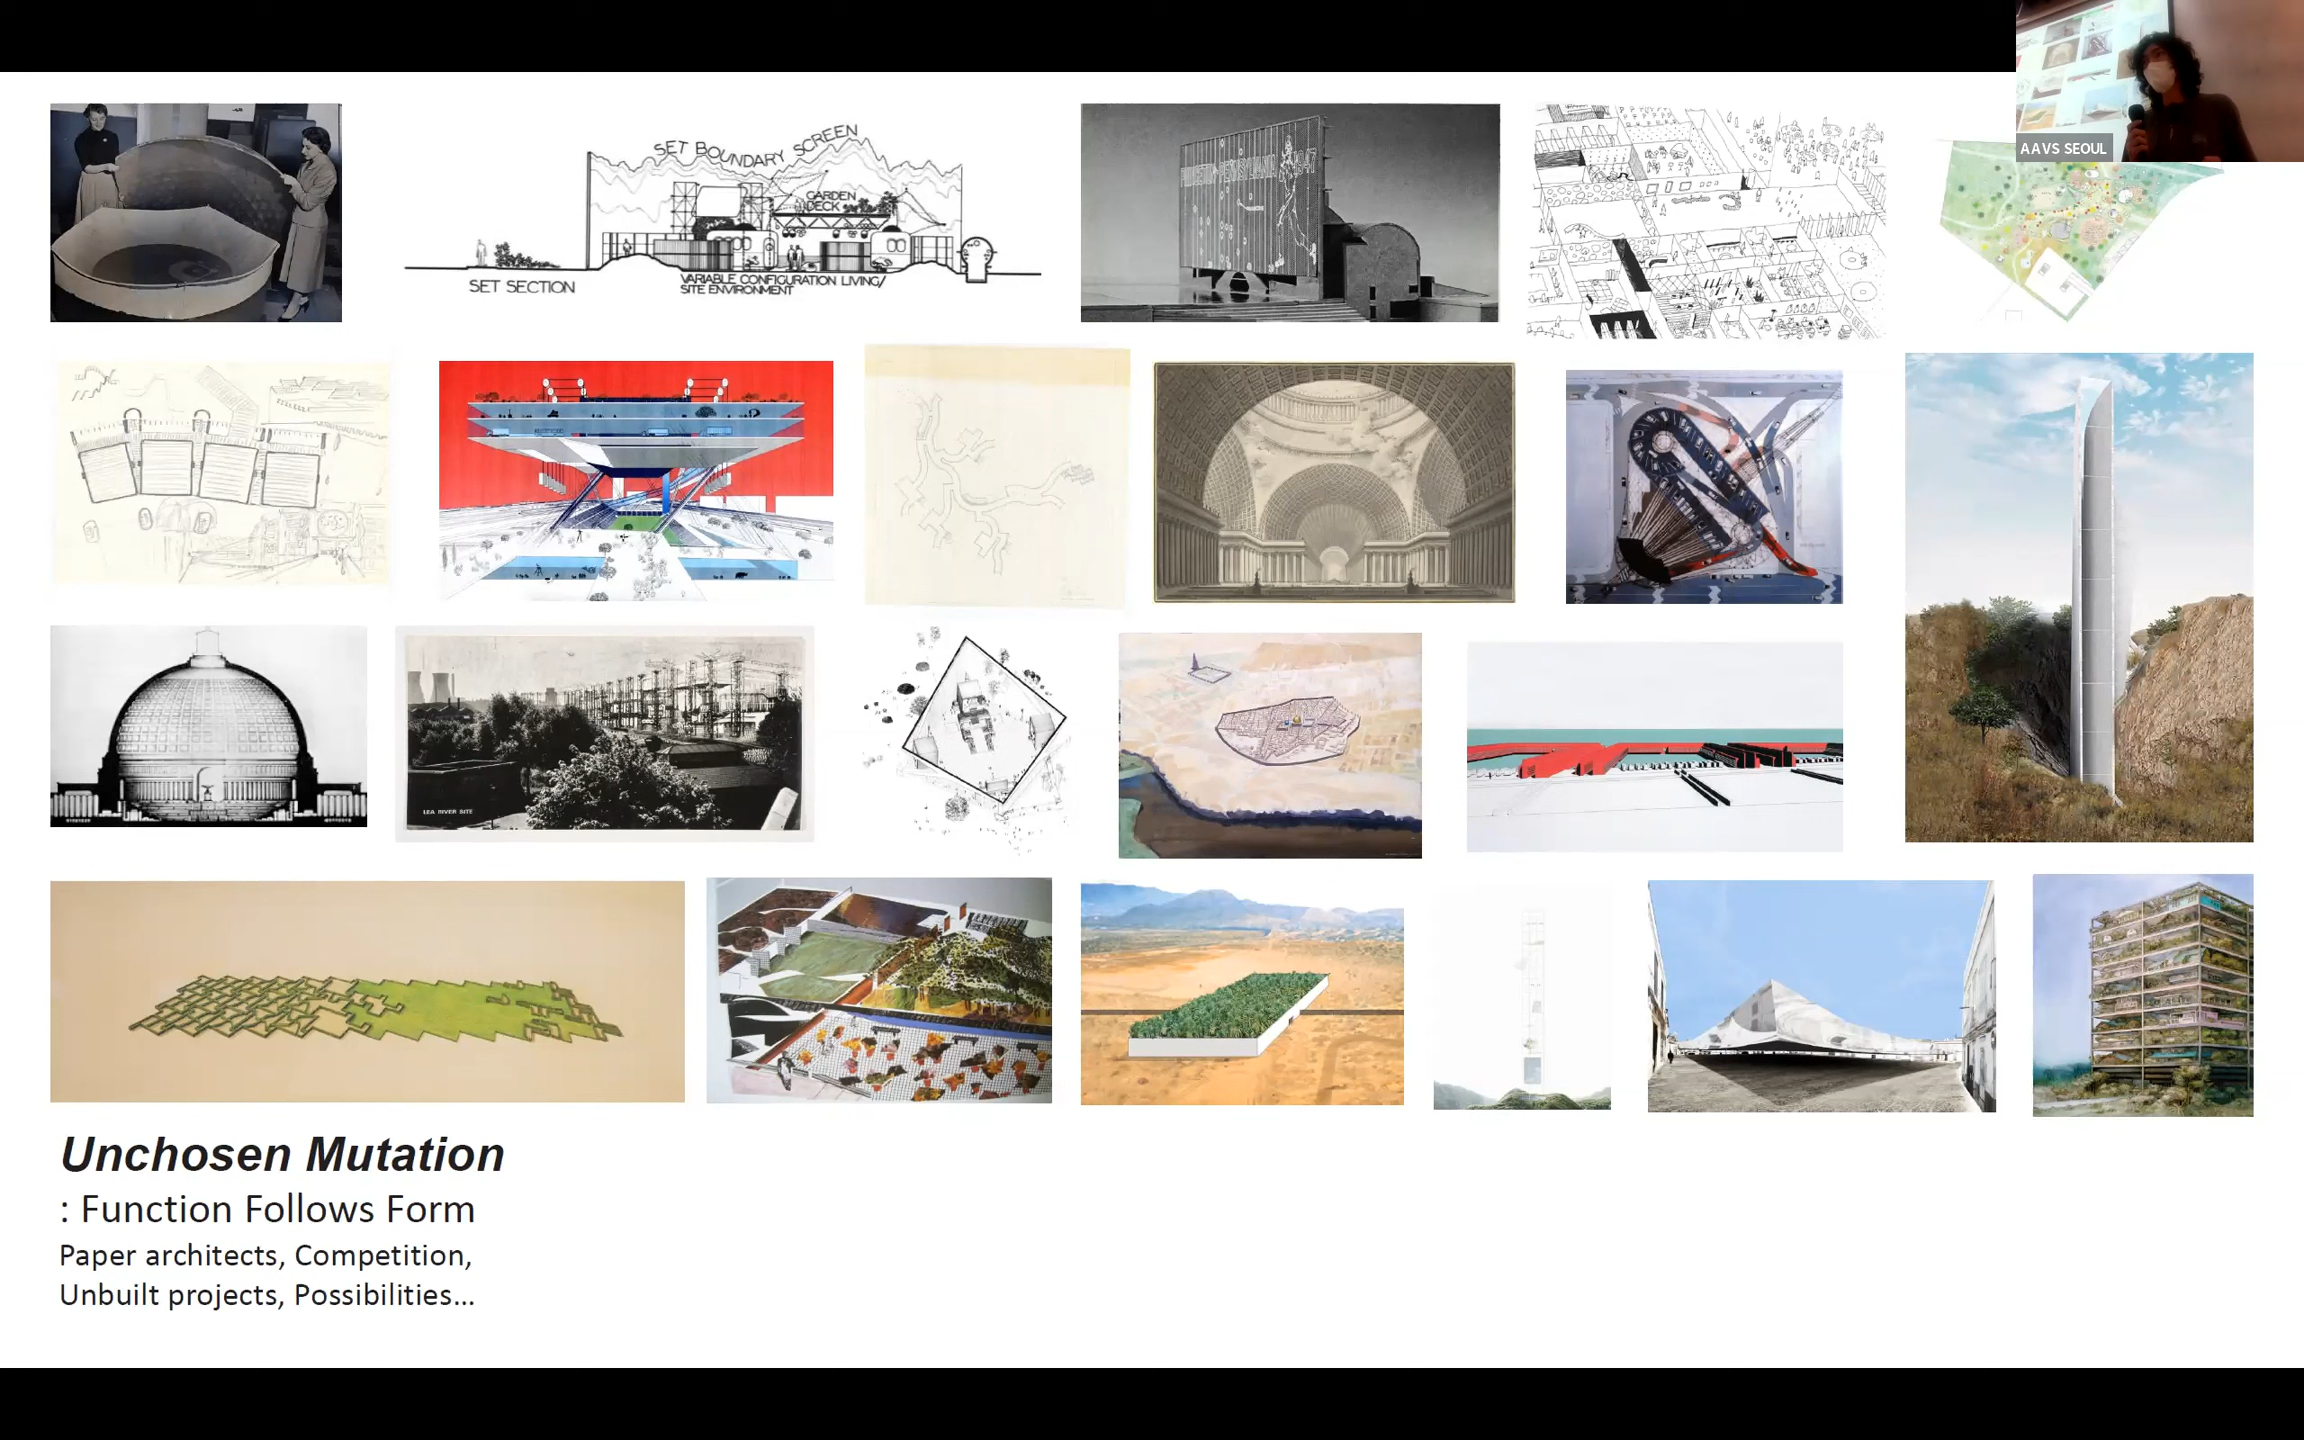 AAVS SEOUL
SET BOUNDARY SCREEN
GARDEN
DECK
SET SECTION
VARIABLE CONFIGURATION LIVING/
SITE ENVIRONMENT
1947
LEA RIVER SITE
Unchosen Mutation
: Function Follows Form
Paper architects, Competition,
Unbuilt projects, Possibilities...